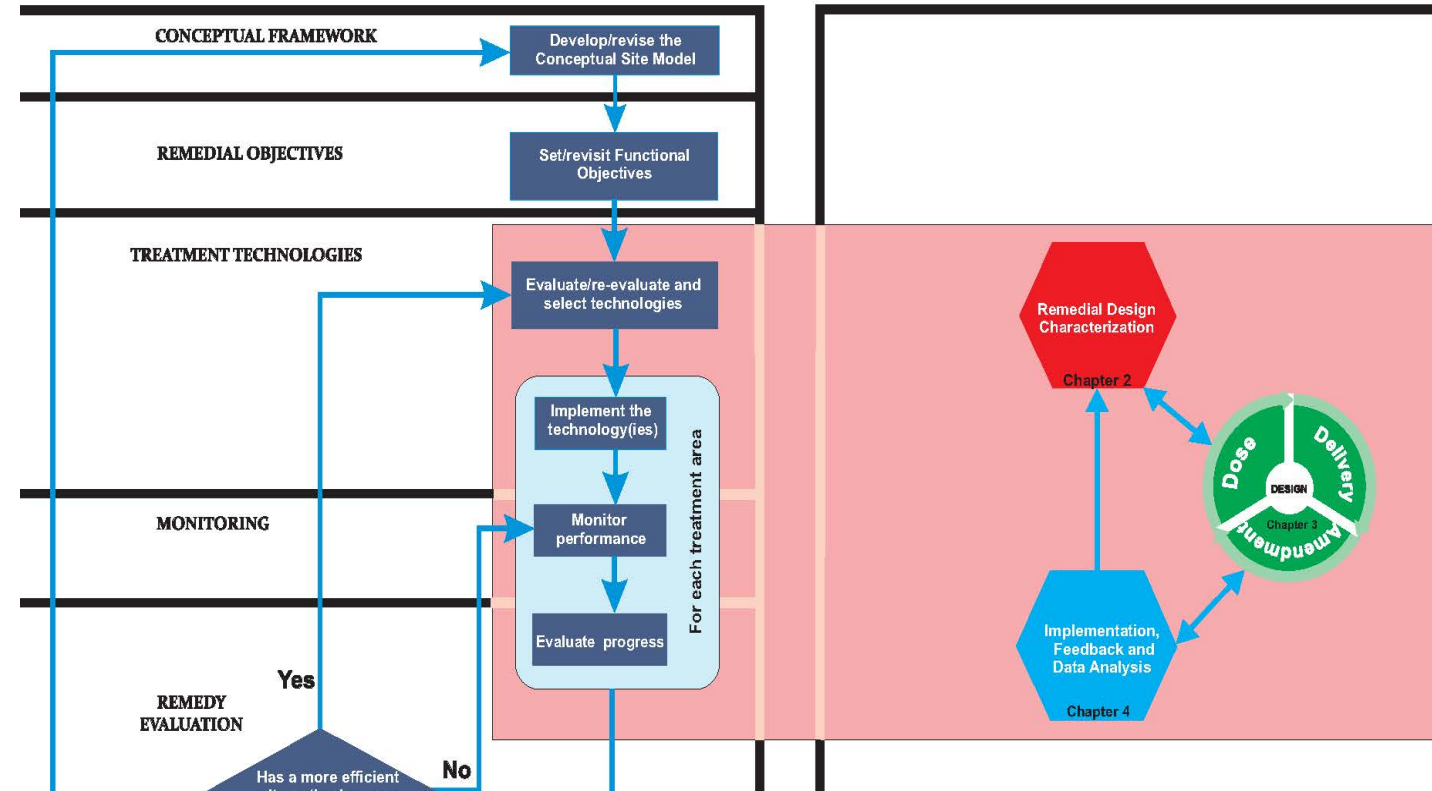 CONCEPTUAL FRAMEWORK
Develop/revise the
Conceptual Site Model
REMEDIAL OBJECTIVES
Set/revisit Functional
Objectives
TREATMENT TECHNOLOGIES
Evaluate/re-evaluate and
select technologies
Implement the
technology(ies)
For each treatment area
MONITORING
Monitor
performance
Evaluate progress
Yes
REMEDY
EVALUATION
No
Has a more efficient
Remedial Design
Characterization
Chapter 2
Dose
Delivery
DESIGN
Chapter 3
Amendment
Implementation,
Feedback and
Data Analysis
Chapter 4